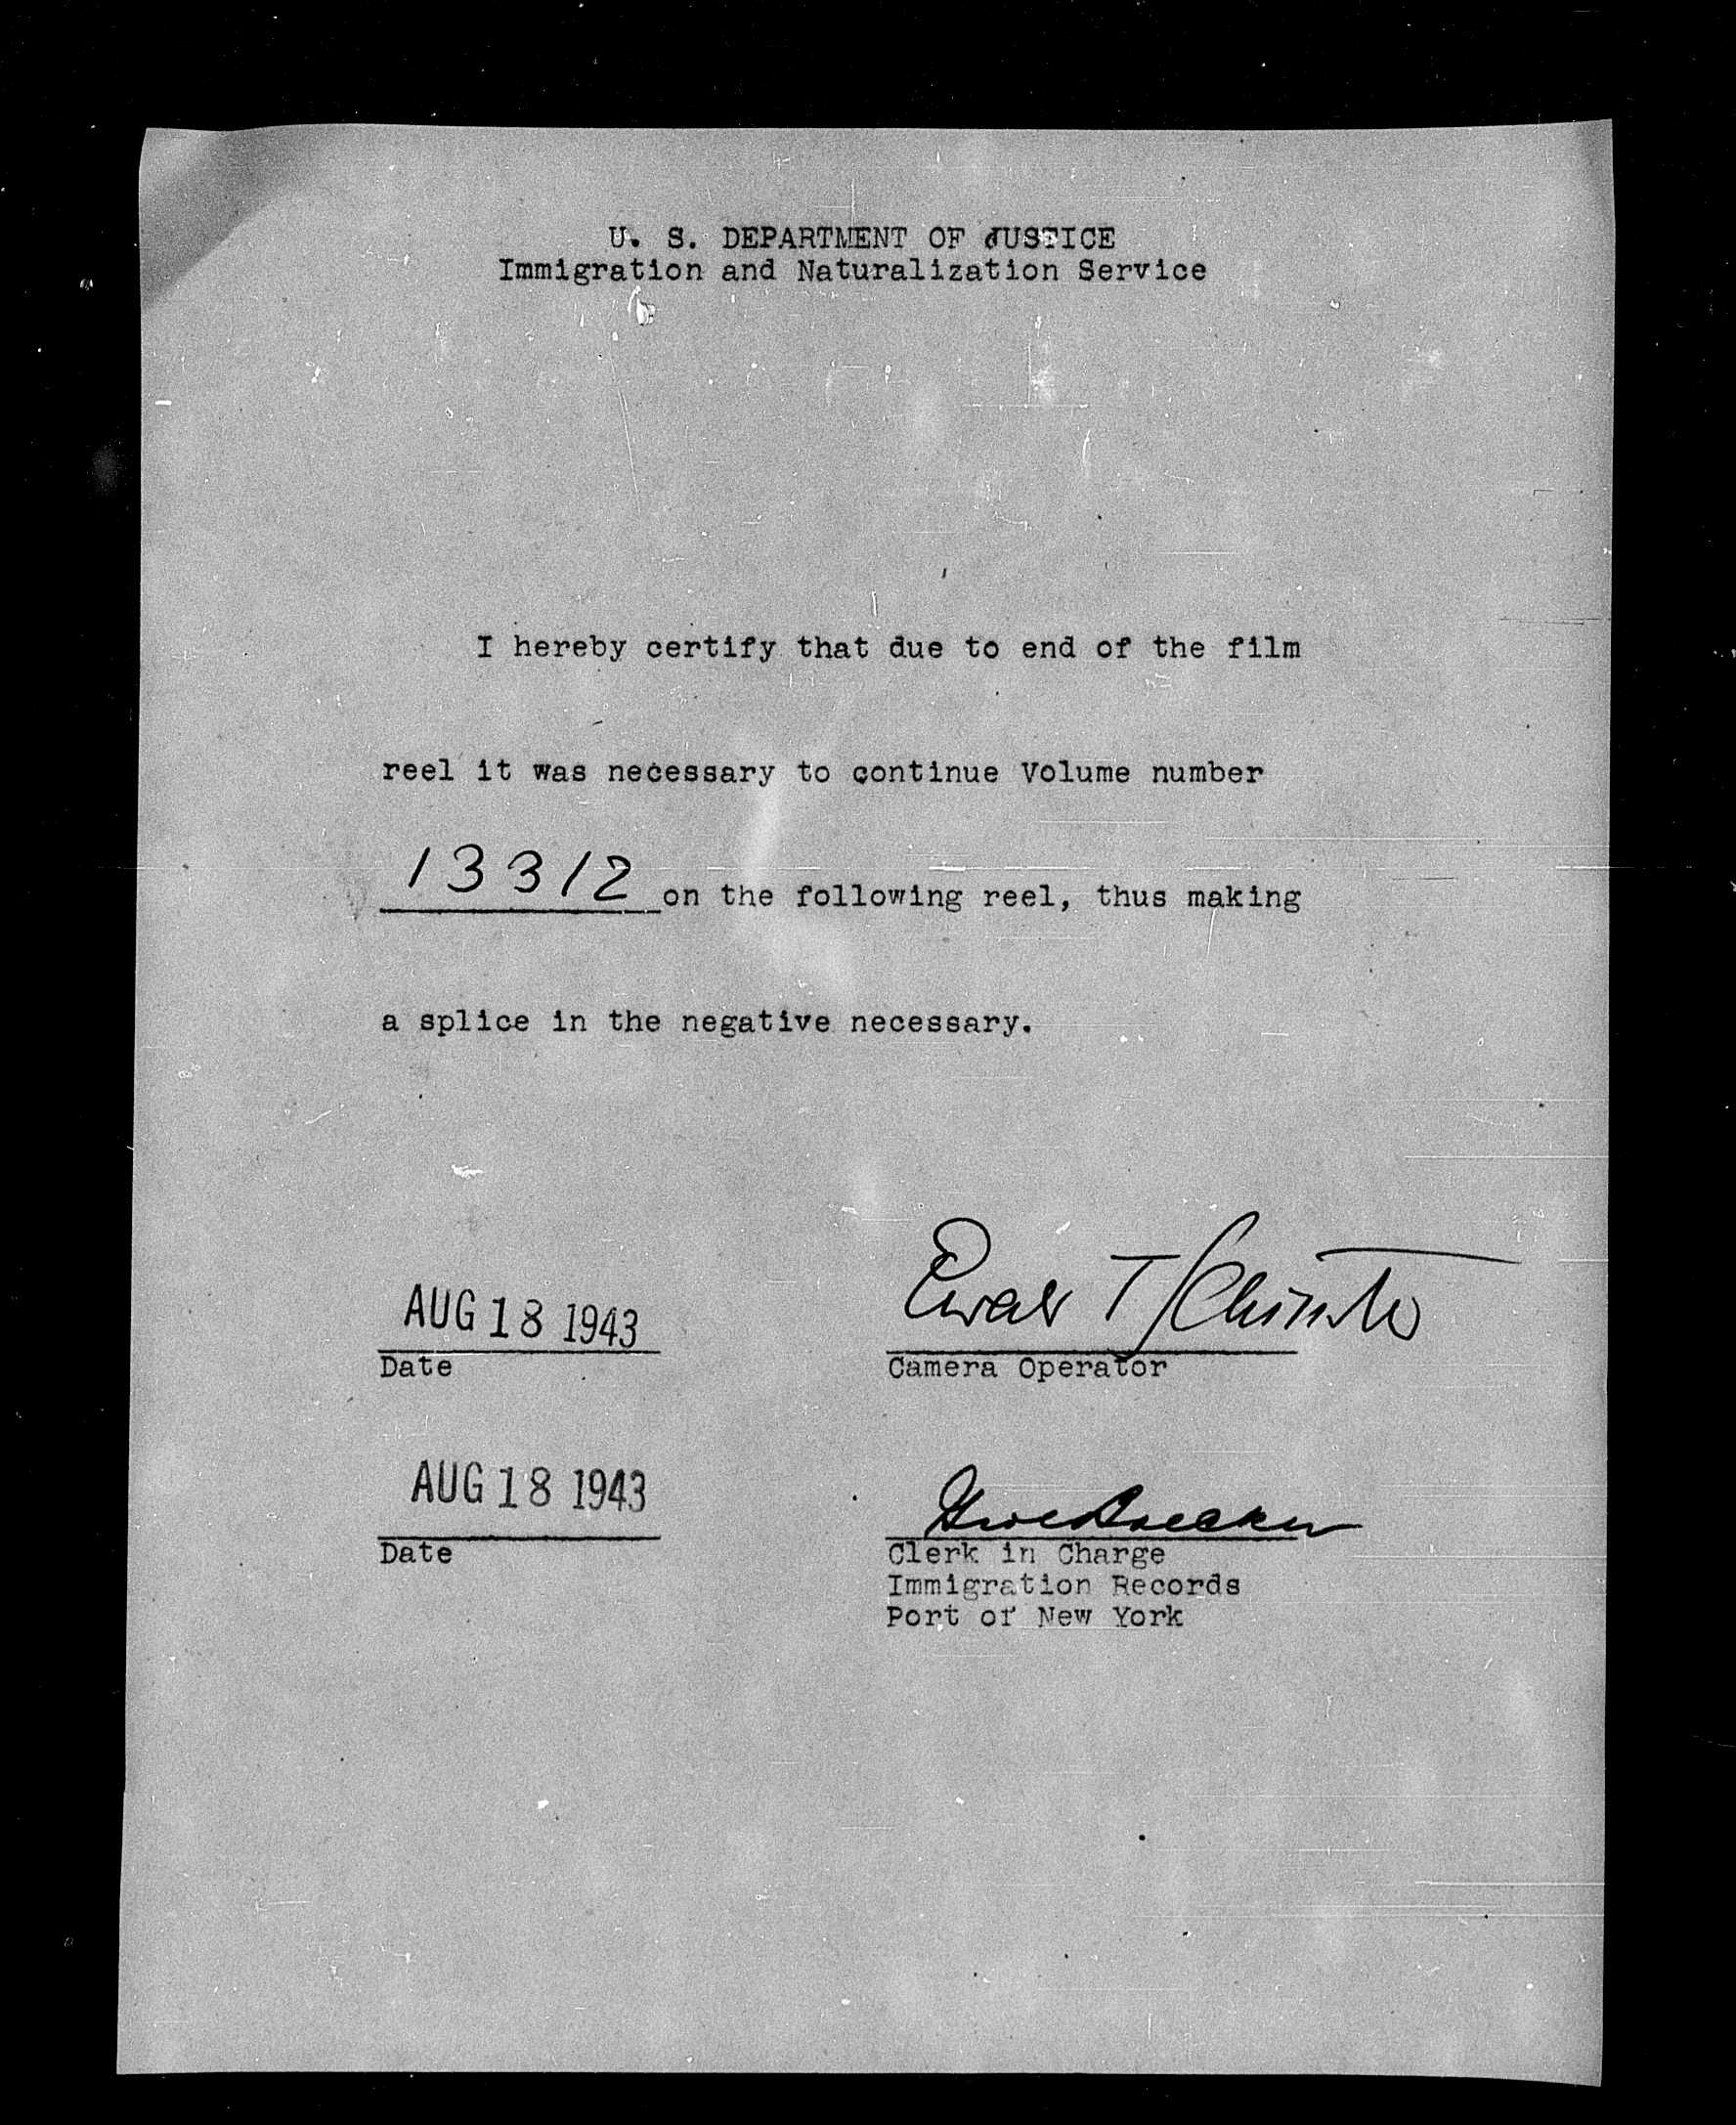 U. S. DEPARTMENT OF JUSTICE
Immigration and Naturalization Service
I hereby certify that due to end of the film
reel it was necessary to continue Volume number
13312 on the following reel, thus making
a splice in the negative necessary.
AUG 18 1943
Date
Camera Operator
AUG 18 1943
Date
Clerk in Charge
Immigration Records
Port of New York